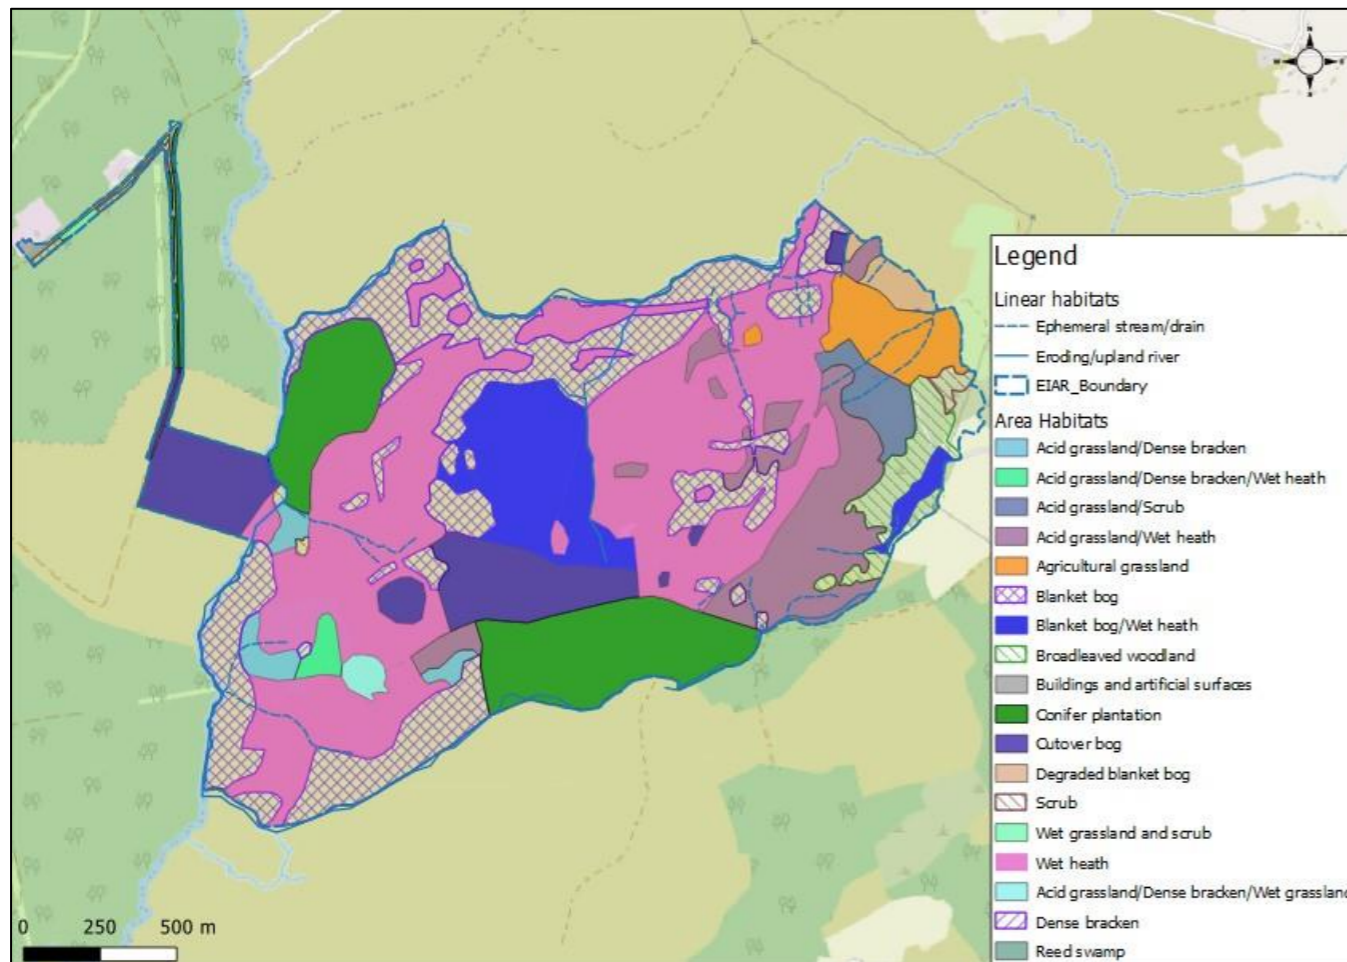 N
W
E
S
Legend
Linear habitats
Ephemeral stream/drain
Eroding/upland river
EIAR_Boundary
Area Habitats
Acid grassland/Dense bracken
Acid grassland/Dense bracken/Wet heath
Acid grassland/Scrub
Acid grassland/Wet heath
Agricultural grassland
Blanket bog
Blanket bog/Wet heath
Broadleaved woodland
Buildings and artificial surfaces
Conifer plantation
Cutover bog
Degraded blanket bog
Scrub
Wet grassland and scrub
Wet heath
Acid grassland/Dense bracken/Wet grassland
Dense bracken
Reed swamp
0 250 500 m